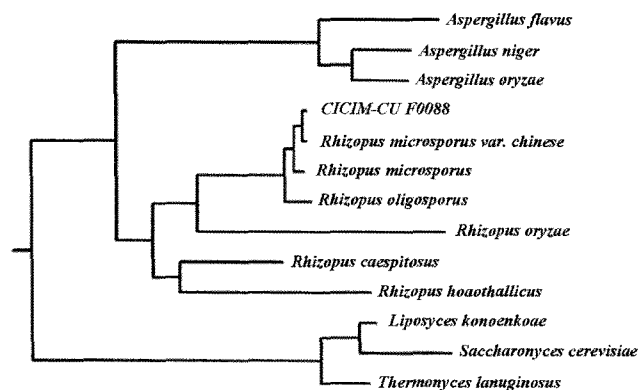 Aspergillus flavus
Aspergillus niger
Aspergillus oryzae
CICIM-CU F0088
Rhizopus microsporus var. chinese
Rhizopus microsporus
Rhizopus oligosporus
Rhizopus oryzae
Rhizopus caespitosus
Rhizopus hoaothallicus
Liposyces konoenkoae
Saccharonyces cerevisiae
Thermonyces lanuginosus